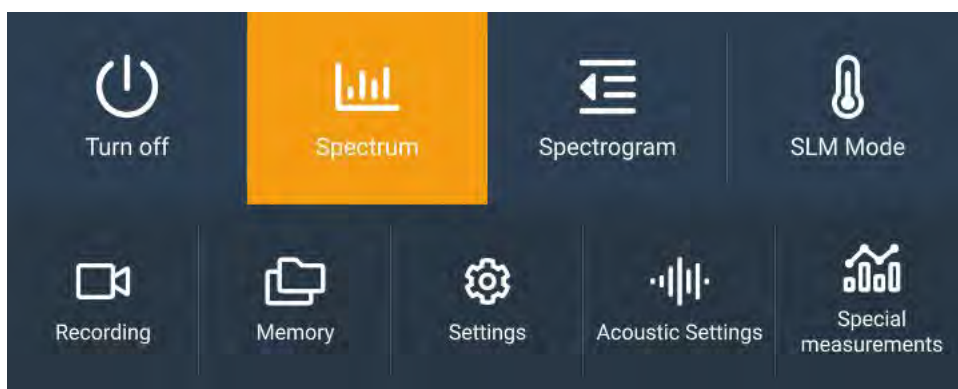 Turn off
Spectrum
Spectrogram
SLM Mode
Recording
Memory
Settings
Acoustic Settings
Special
measurements